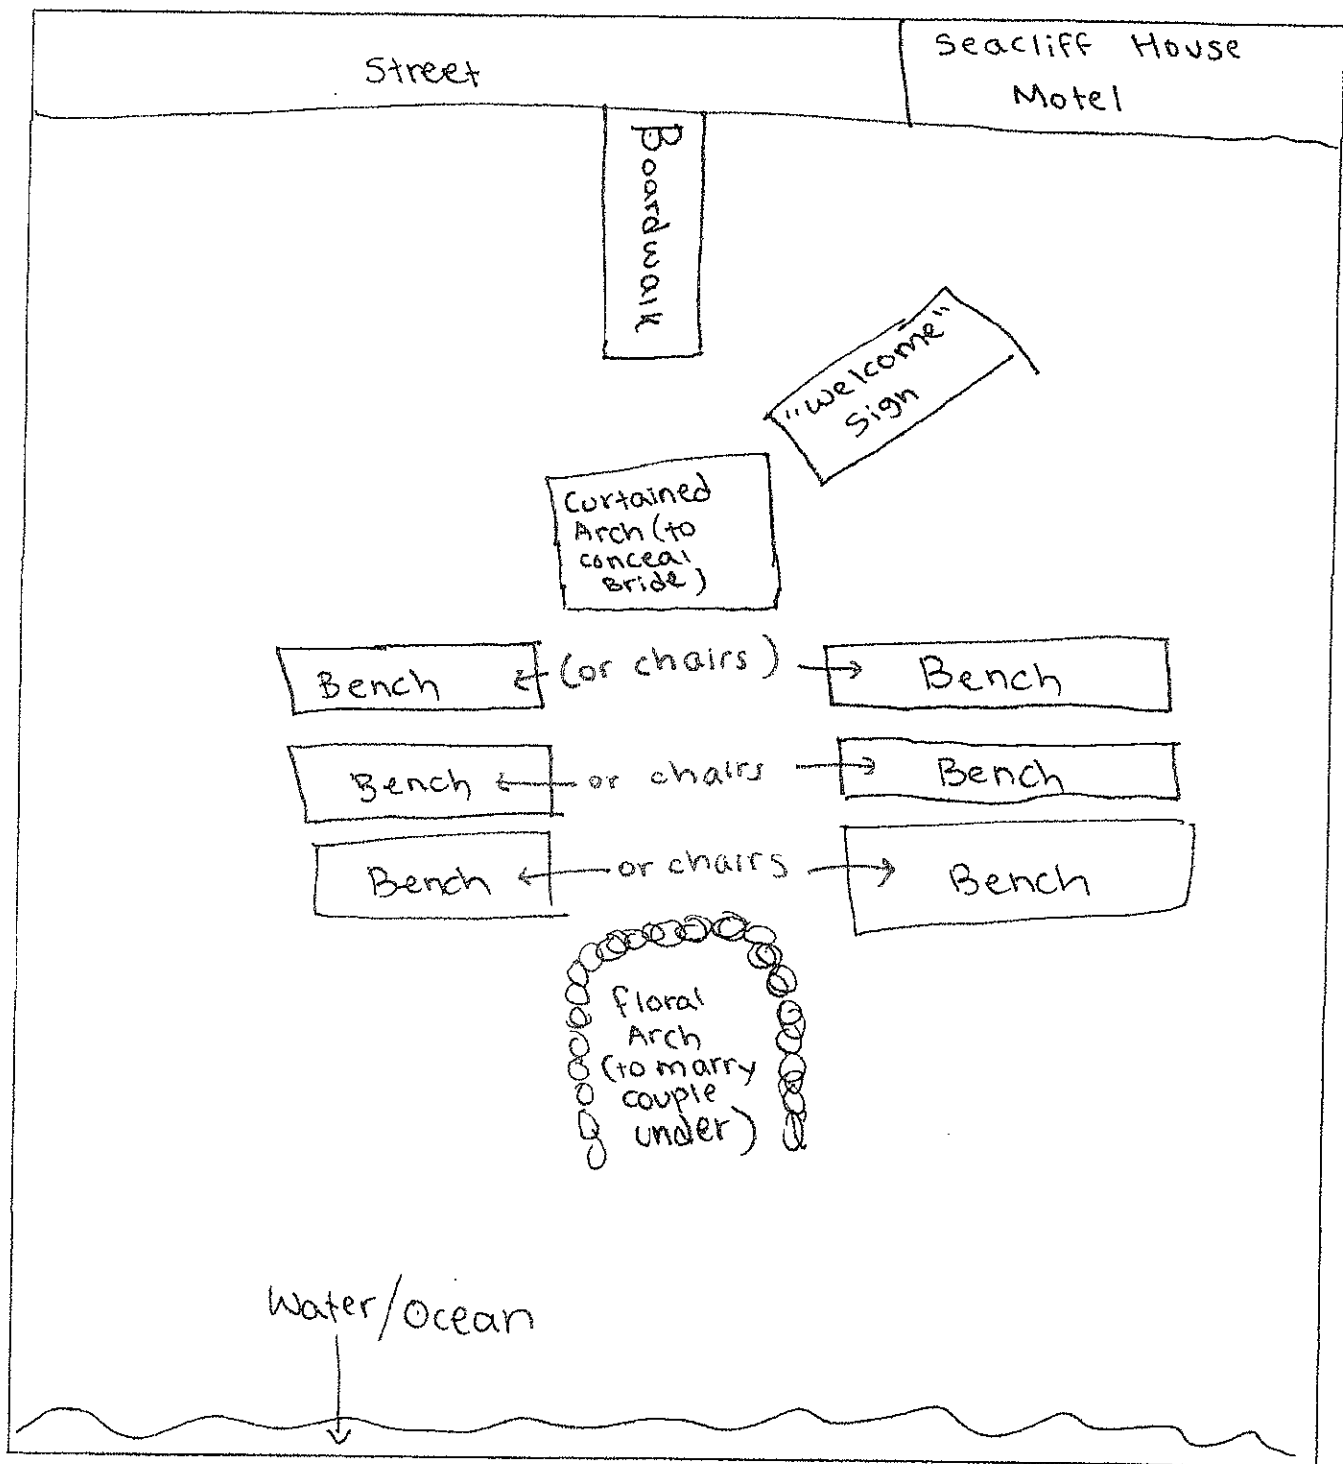 Street
Seacliff House
Motel
Boardwalk
"Welcome"
Sign
Curtained
Arch (to
conceal
Bride)
Bench ← (or chairs) → Bench
Bench ← or chairs → Bench
Bench ← or chairs → Bench
floral
Arch
(to marry
couple
under)
Water/Ocean